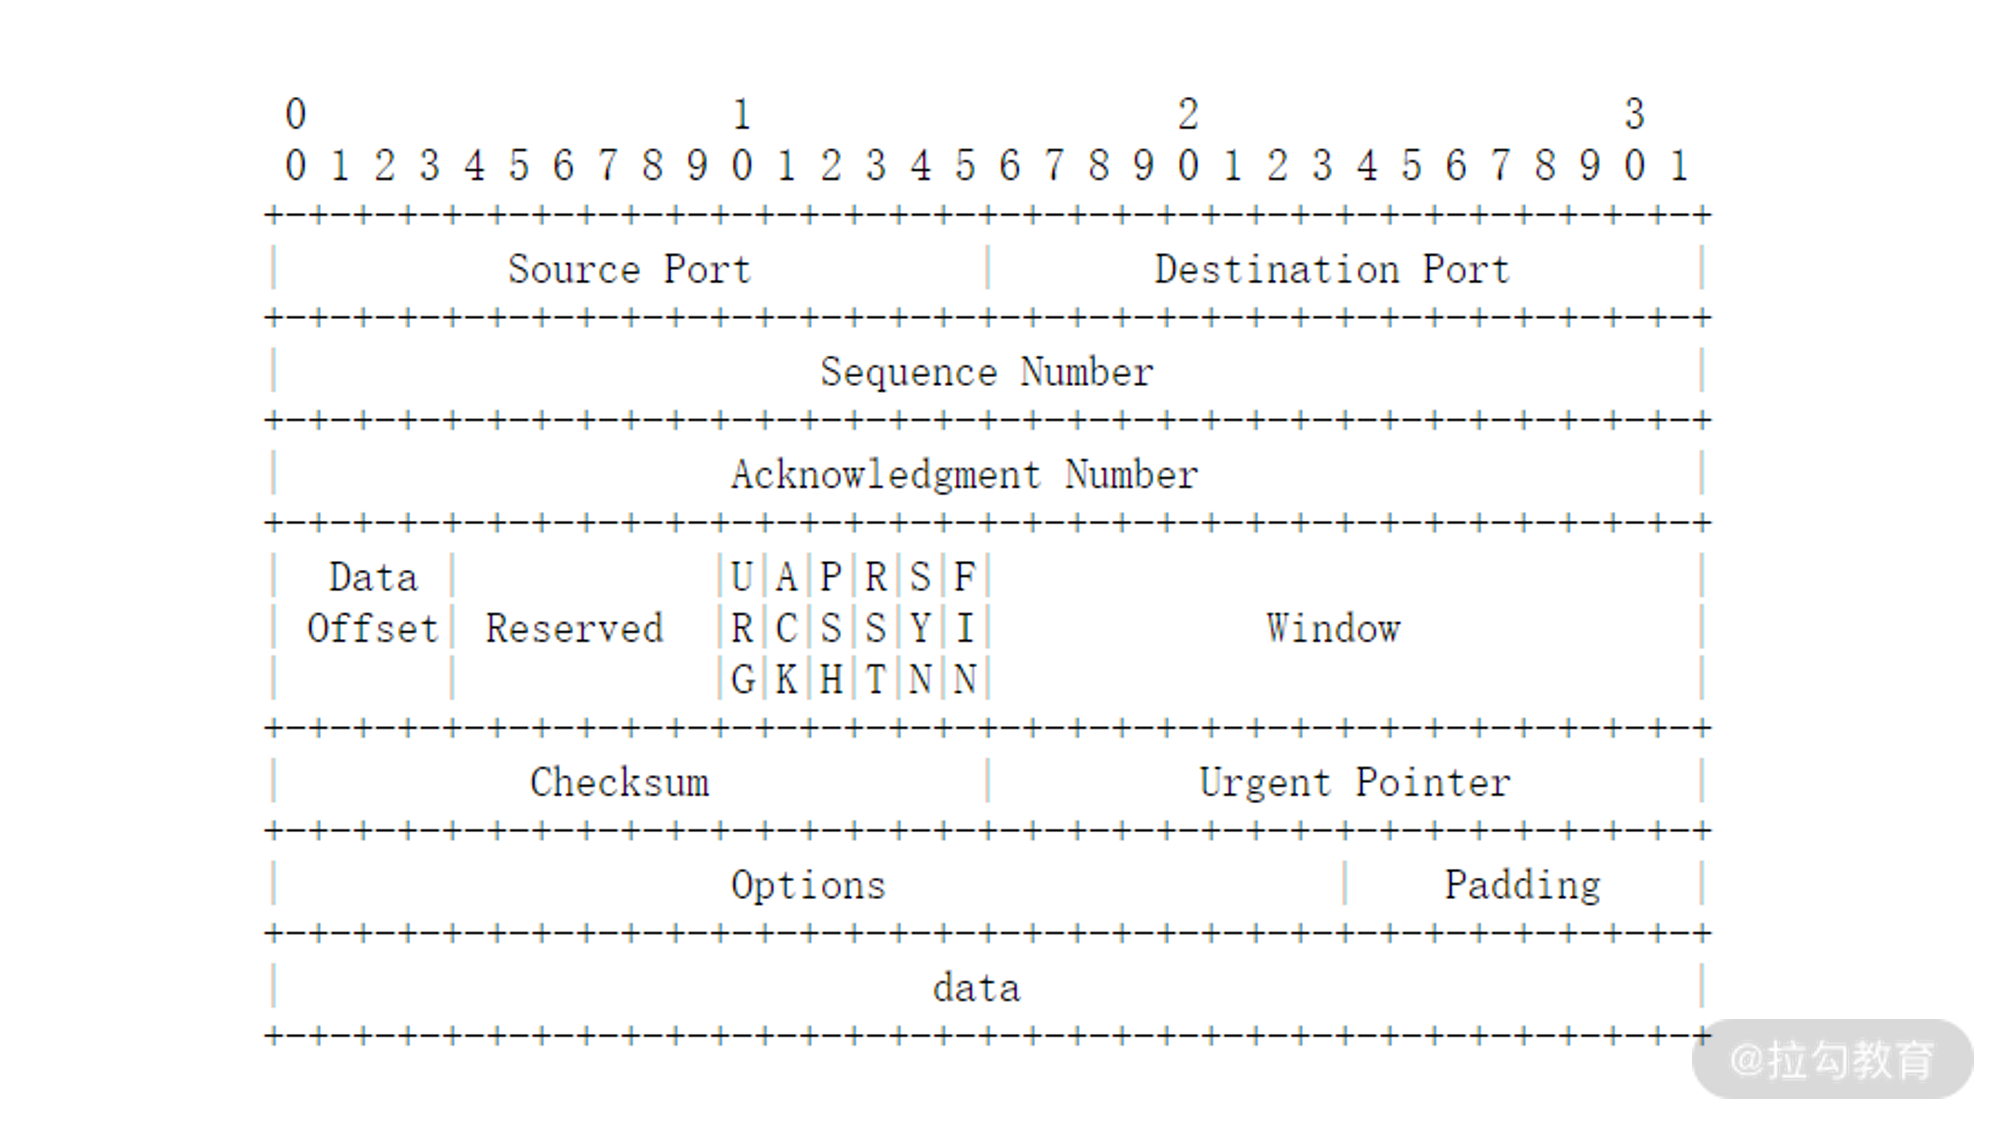 0                   1                   2                   3
0 1 2 3 4 5 6 7 8 9 0 1 2 3 4 5 6 7 8 9 0 1 2 3 4 5 6 7 8 9 0 1
+-+-+-+-+-+-+-+-+-+-+-+-+-+-+-+-+-+-+-+-+-+-+-+-+-+-+-+-+-+-+-+-+
|          Source Port          |       Destination Port        |
+-+-+-+-+-+-+-+-+-+-+-+-+-+-+-+-+-+-+-+-+-+-+-+-+-+-+-+-+-+-+-+-+
|                        Sequence Number                        |
+-+-+-+-+-+-+-+-+-+-+-+-+-+-+-+-+-+-+-+-+-+-+-+-+-+-+-+-+-+-+-+-+
|                    Acknowledgment Number                      |
+-+-+-+-+-+-+-+-+-+-+-+-+-+-+-+-+-+-+-+-+-+-+-+-+-+-+-+-+-+-+-+-+
|  Data |           |U|A|P|R|S|F|                               |
| Offset| Reserved  |R|C|S|S|Y|I|            Window             |
|       |           |G|K|H|T|N|N|                               |
+-+-+-+-+-+-+-+-+-+-+-+-+-+-+-+-+-+-+-+-+-+-+-+-+-+-+-+-+-+-+-+-+
|           Checksum            |         Urgent Pointer        |
+-+-+-+-+-+-+-+-+-+-+-+-+-+-+-+-+-+-+-+-+-+-+-+-+-+-+-+-+-+-+-+-+
|                    Options                    |    Padding    |
+-+-+-+-+-+-+-+-+-+-+-+-+-+-+-+-+-+-+-+-+-+-+-+-+-+-+-+-+-+-+-+-+
|                             data                              |
+-+-+-+-+-+-+-+-+-+-+-+-+-+-+-+-+-+-+-+-+-+-+-+-+-+-+-+-+-+-+-+-+
@拉勾教育